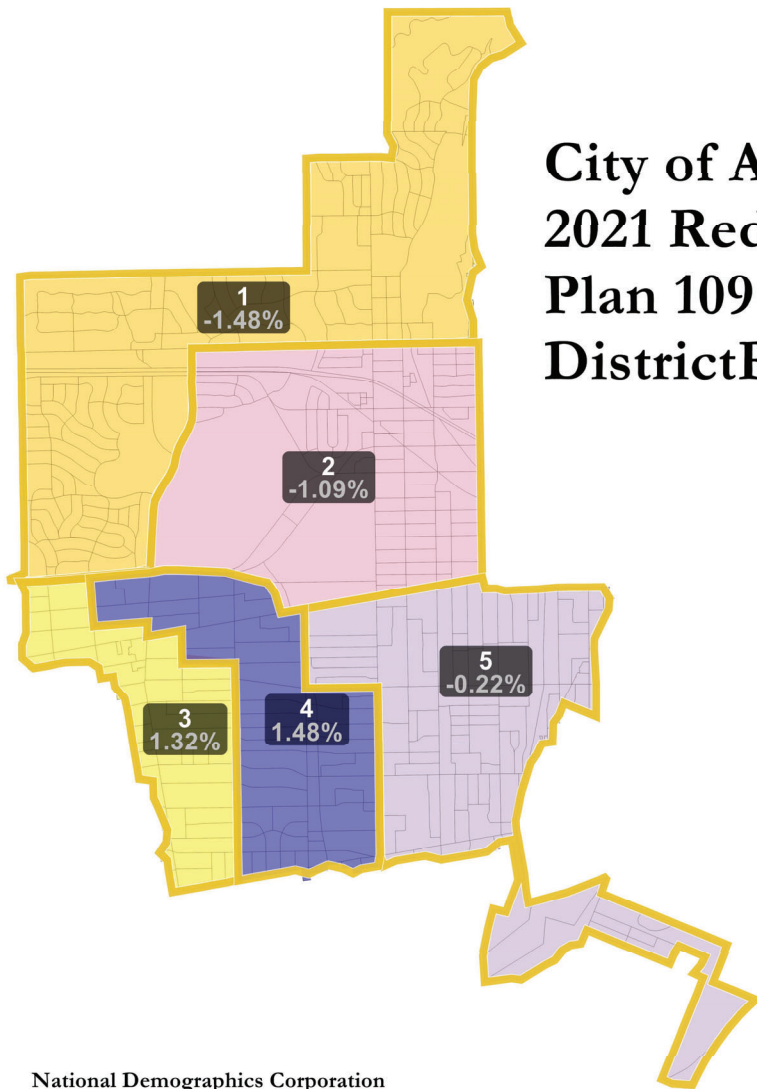 City of A
2021 Red
Plan 109
DistrictR
1
-1.48%
2
-1.09%
5
-0.22%
3
1.32%
4
1.48%
National Demographics Corporation